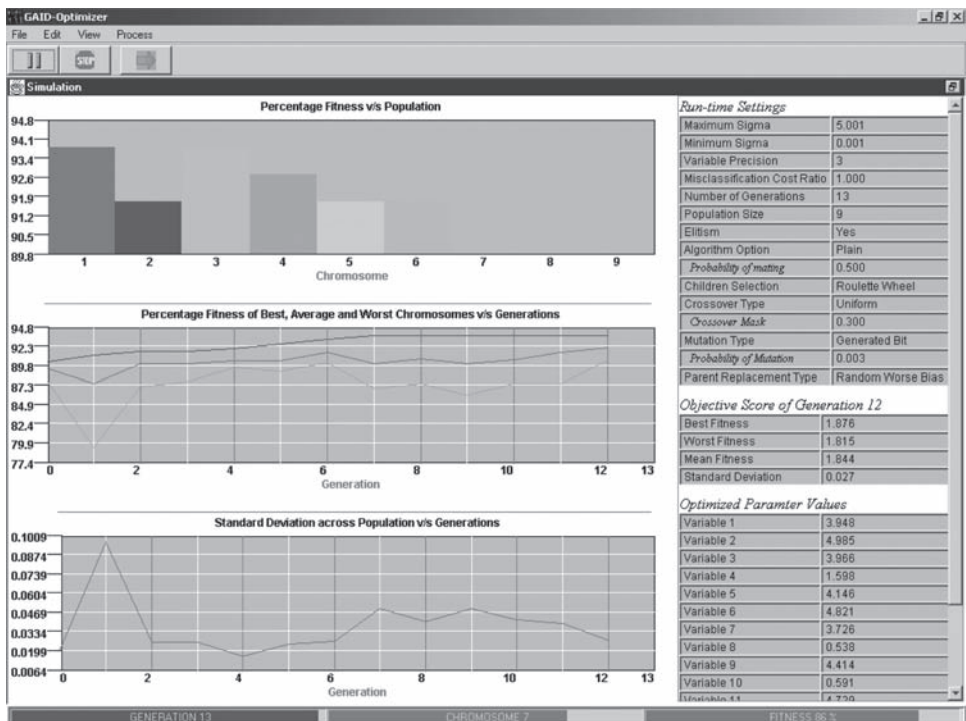 GAID-Optimizer
File Edit View Process
STOP
Simulation
Percentage Fitness v/s Population
94.8
94.1
93.4
92.6
91.9
91.2
90.5
89.8
1 2 3 4 5 6 7 8 9
Chromosome
Percentage Fitness of Best, Average and Worst Chromosomes v/s Generations
94.8
92.3
89.8
87.3
84.9
82.4
79.9
77.4
0 2 4 6 8 10 12 13
Generation
Standard Deviation across Population v/s Generations
0.1009
0.0874
0.0739
0.0604
0.0469
0.0334
0.0199
0.0064
0 2 4 6 8 10 12 13
Generation
Run-time Settings
Maximum Sigma 5.001
Minimum Sigma 0.001
Variable Precision 3
Misclassification Cost Ratio 1.000
Number of Generations 13
Population Size 9
Elitism Yes
Algorithm Option Plain
Probability of mating 0.500
Children Selection Roulette Wheel
Crossover Type Uniform
Crossover Mask 0.300
Mutation Type Generated Bit
Probability of Mutation 0.003
Parent Replacement Type Random Worse Bias
Objective Score of Generation 12
Best Fitness 1.876
Worst Fitness 1.815
Mean Fitness 1.844
Standard Deviation 0.027
Optimized Paramter Values
Variable 1 3.948
Variable 2 4.985
Variable 3 3.966
Variable 4 1.598
Variable 5 4.146
Variable 6 4.821
Variable 7 3.726
Variable 8 0.538
Variable 9 4.414
Variable 10 0.591
Variable 11 4.729
GENERATION 13 CHROMOSOME 7 FITNESS 86 %